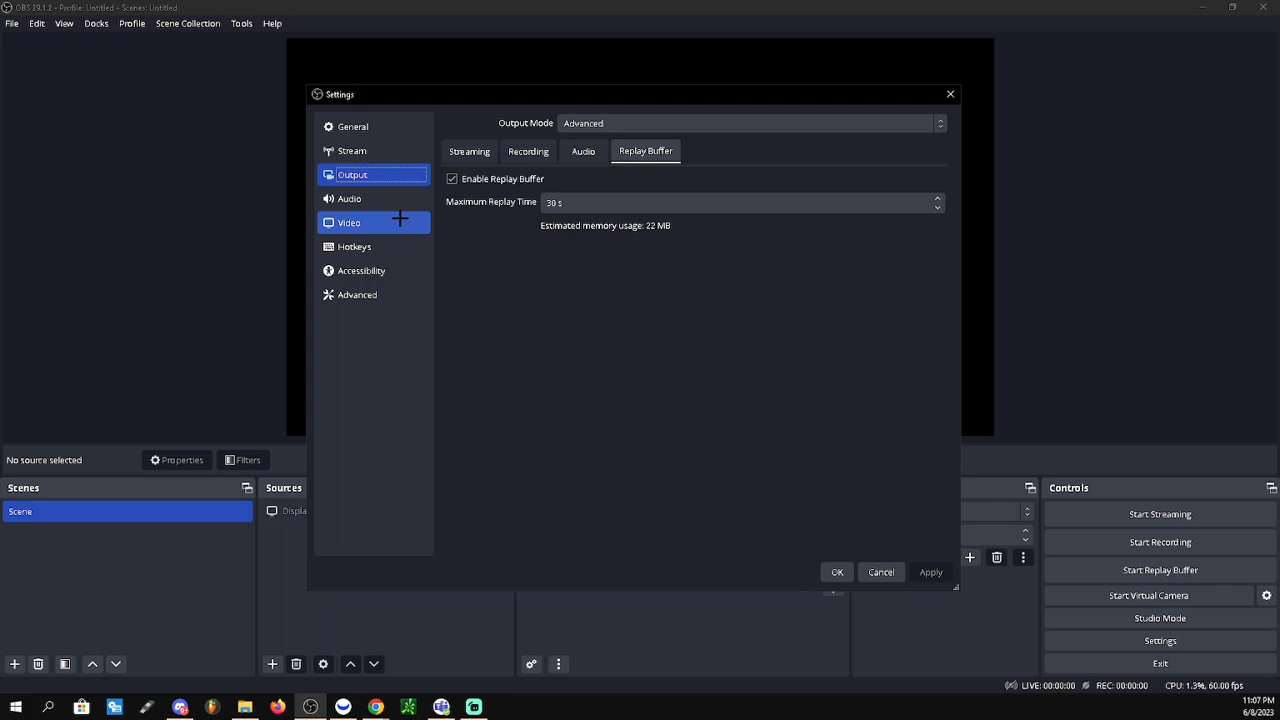 OBS 29.1.2 - Profile: Untitled - Scenes: Untitled
File Edit View Docks Profile Scene Collection Tools Help
Settings
General
Stream
Output
Audio
Video
Hotkeys
Accessibility
Advanced
Output Mode Advanced
Streaming Recording Audio Replay Buffer
Enable Replay Buffer
Maximum Replay Time 30 s
Estimated memory usage: 22 MB
OK Cancel Apply
No source selected Properties Filters
Scenes
Scene
Sources
Displa
Controls
Start Streaming
Start Recording
Start Replay Buffer
Start Virtual Camera
Studio Mode
Settings
Exit
LIVE: 00:00:00 REC: 00:00:00 CPU: 1.3%, 60.00 fps
11:07 PM
6/8/2023